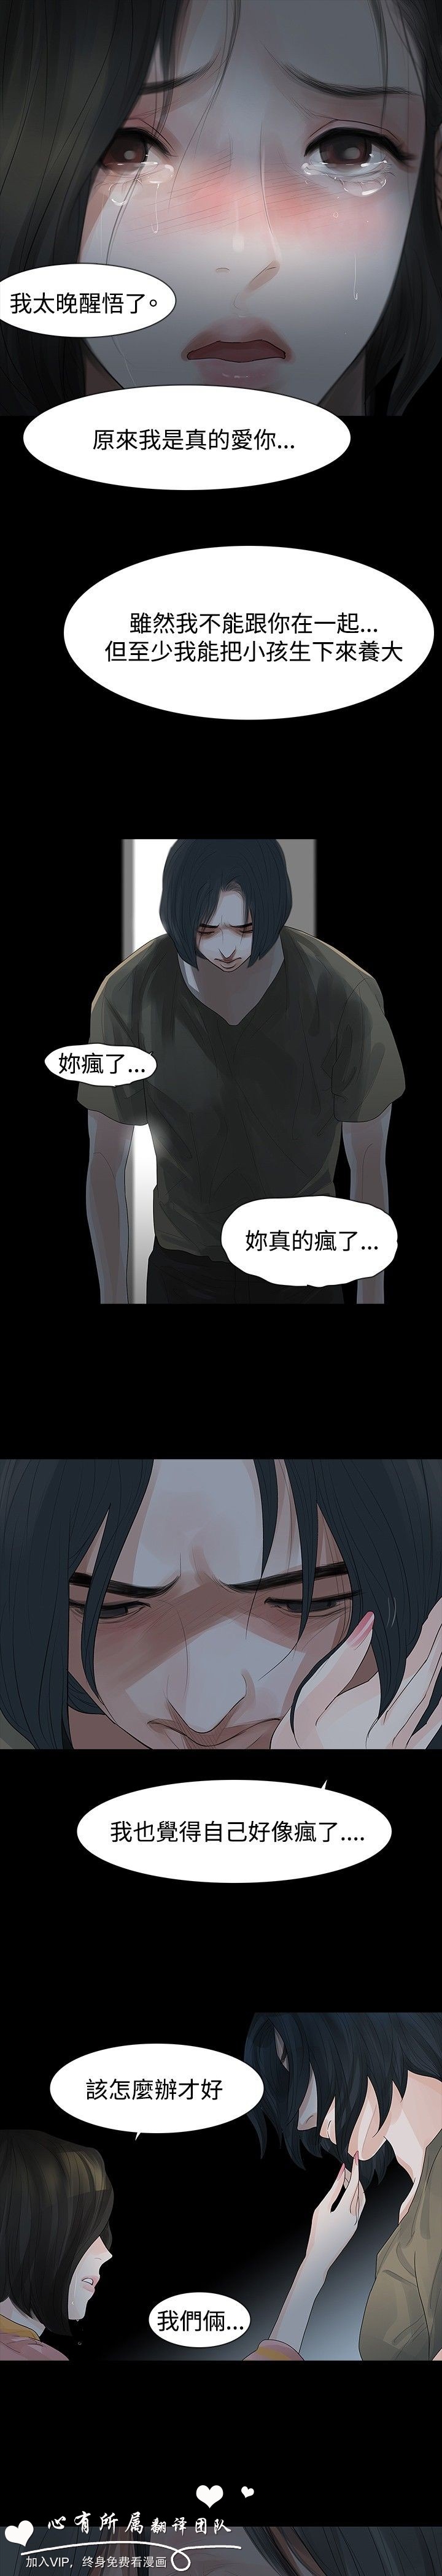 我太晚醒悟了。
原來我是真的愛你...
雖然我不能跟你在一起...
但至少我能把小孩生下來養大
妳瘋了...
妳真的瘋了...
我也覺得自己好像瘋了....
該怎麼辦才好
我們倆...
心有所属翻译团队
加入VIP，终身免费看漫画